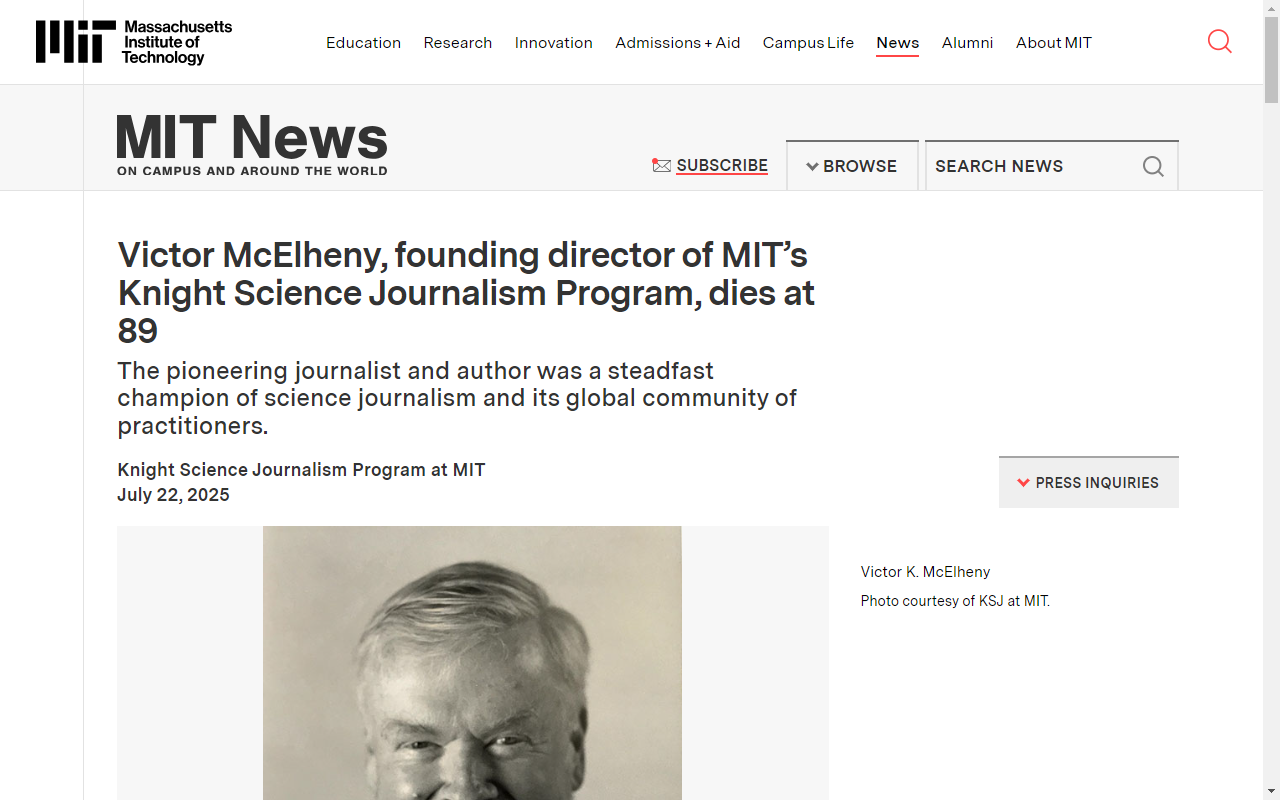 Massachusetts
Institute of
Technology
Education Research Innovation Admissions + Aid Campus Life News Alumni About MIT
MIT News
ON CAMPUS AND AROUND THE WORLD
SUBSCRIBE
BROWSE
SEARCH NEWS
Victor McElheny, founding director of MIT’s
Knight Science Journalism Program, dies at
89
The pioneering journalist and author was a steadfast
champion of science journalism and its global community of
practitioners.
Knight Science Journalism Program at MIT
July 22, 2025
PRESS INQUIRIES
Victor K. McElheny
Photo courtesy of KSJ at MIT.